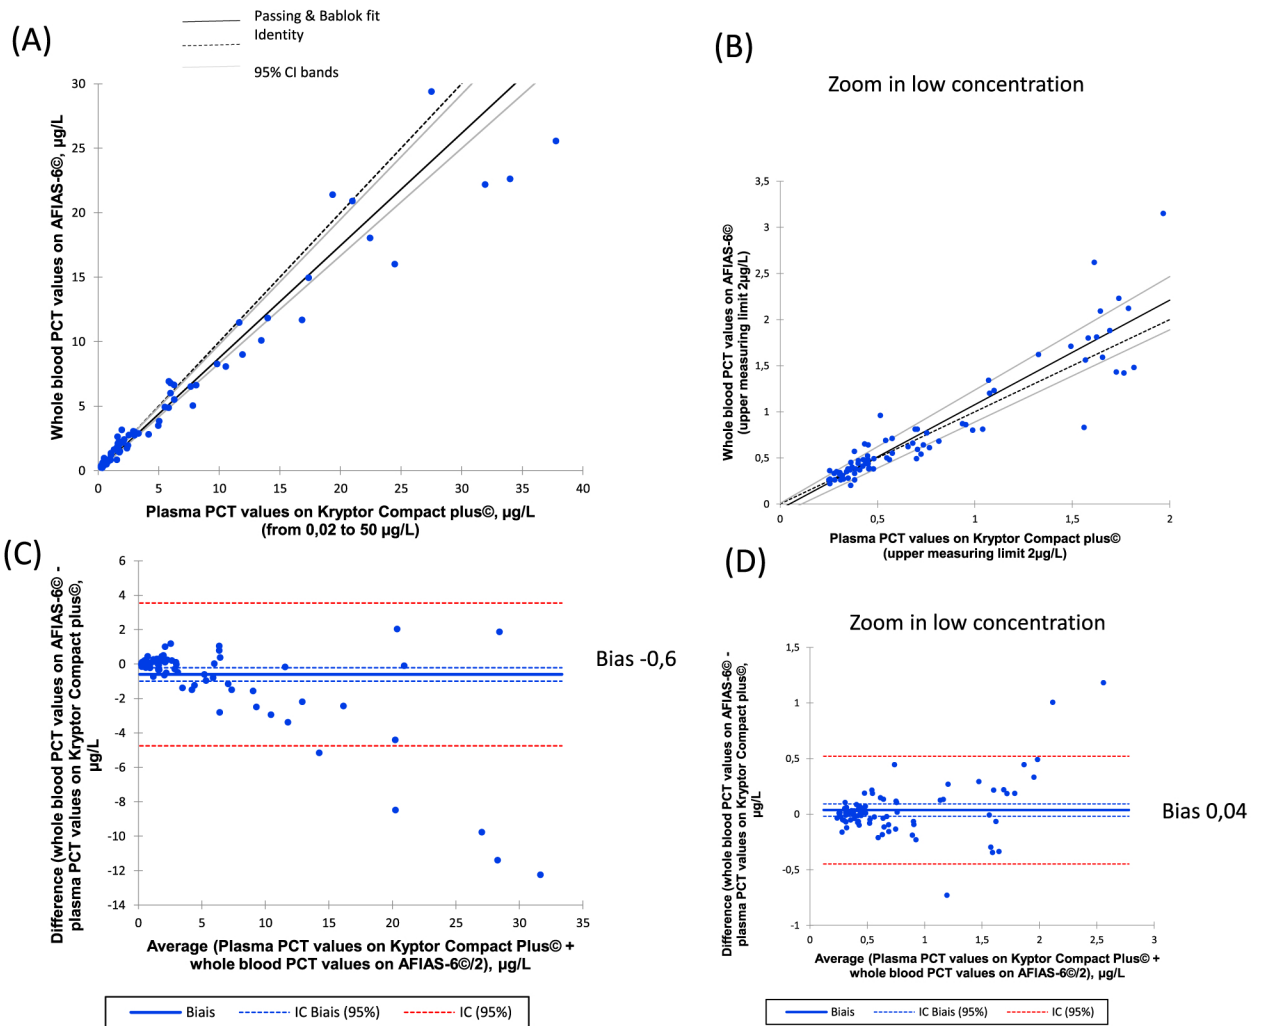 (A)
Passing & Bablok fit
Identity
95% CI bands
Whole blood PCT values on AFIAS-6©, µg/L
30
25
20
15
10
5
0
0 5 10 15 20 25 30 35 40
Plasma PCT values on Kryptor Compact plus©, µg/L
(from 0,02 to 50 µg/L)
(B)
Zoom in low concentration
Whole blood PCT values on AFIAS-6©
(upper measuring limit 2µg/L)
3,5
3
2,5
2
1,5
1
0,5
0
0 0,5 1 1,5 2
Plasma PCT values on Kryptor Compact plus©
(upper measuring limit 2µg/L)
(C)
Difference (whole blood PCT values on AFIAS-6© -
plasma PCT values on Kryptor Compact plus©,
µg/L
6
4
2
0
-2
-4
-6
-8
-10
-12
-14
0 5 10 15 20 25 30 35
Average (Plasma PCT values on Kyptor Compact Plus© +
whole blood PCT values on AFIAS-6©/2), µg/L
Bias -0,6
Biais IC Biais (95%) IC (95%)
(D)
Zoom in low concentration
Difference (whole blood PCT values on AFIAS-6© -
plasma PCT values on Kryptor Compact plus©,
µg/L
1,5
1
0,5
0
-0,5
-1
0 0,5 1 1,5 2 2,5 3
Average (Plasma PCT values on Kyptor Compact Plus© +
whole blood PCT values on AFIAS-6©/2), µg/L
Bias 0,04
Biais IC Biais (95%) IC (95%)